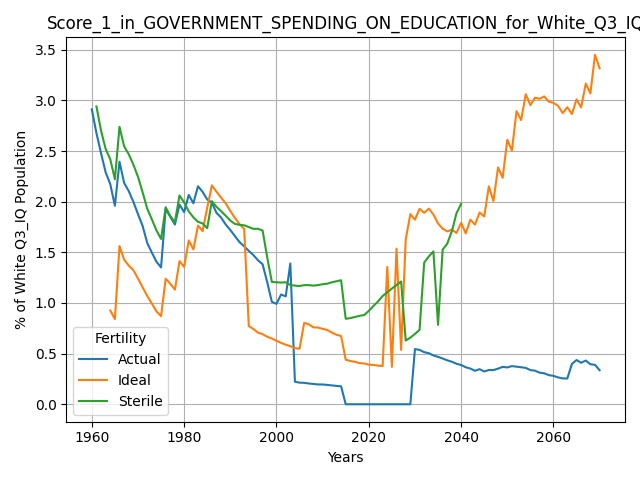 Score_1_in_GOVERNMENT_SPENDING_ON_EDUCATION_for_White_Q3_IQ
% of White Q3_IQ Population
3.5
3.0
2.5
2.0
1.5
1.0
0.5
0.0
Fertility
Actual
Ideal
Sterile
1960 1980 2000 2020 2040 2060
Years